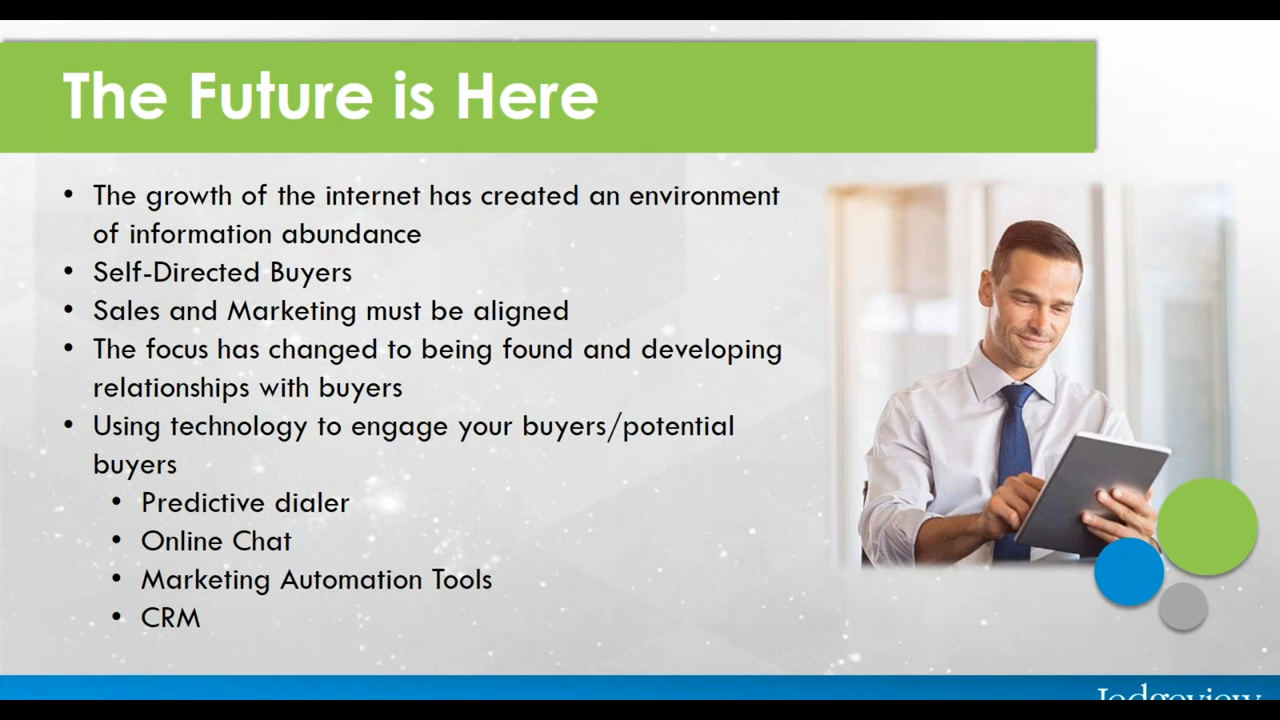 The Future is Here
• The growth of the internet has created an environment
of information abundance
• Self-Directed Buyers
• Sales and Marketing must be aligned
• The focus has changed to being found and developing
relationships with buyers
• Using technology to engage your buyers/potential
buyers
• Predictive dialer
• Online Chat
• Marketing Automation Tools
• CRM